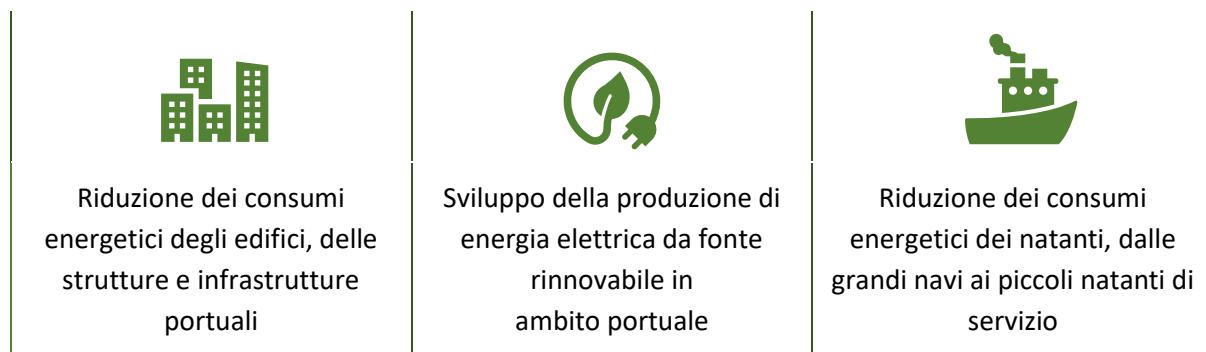 Riduzione dei consumi
energetici degli edifici, delle
strutture e infrastrutture
portuali
Sviluppo della produzione di
energia elettrica da fonte
rinnovabile in
ambito portuale
Riduzione dei consumi
energetici dei natanti, dalle
grandi navi ai piccoli natanti di
servizio